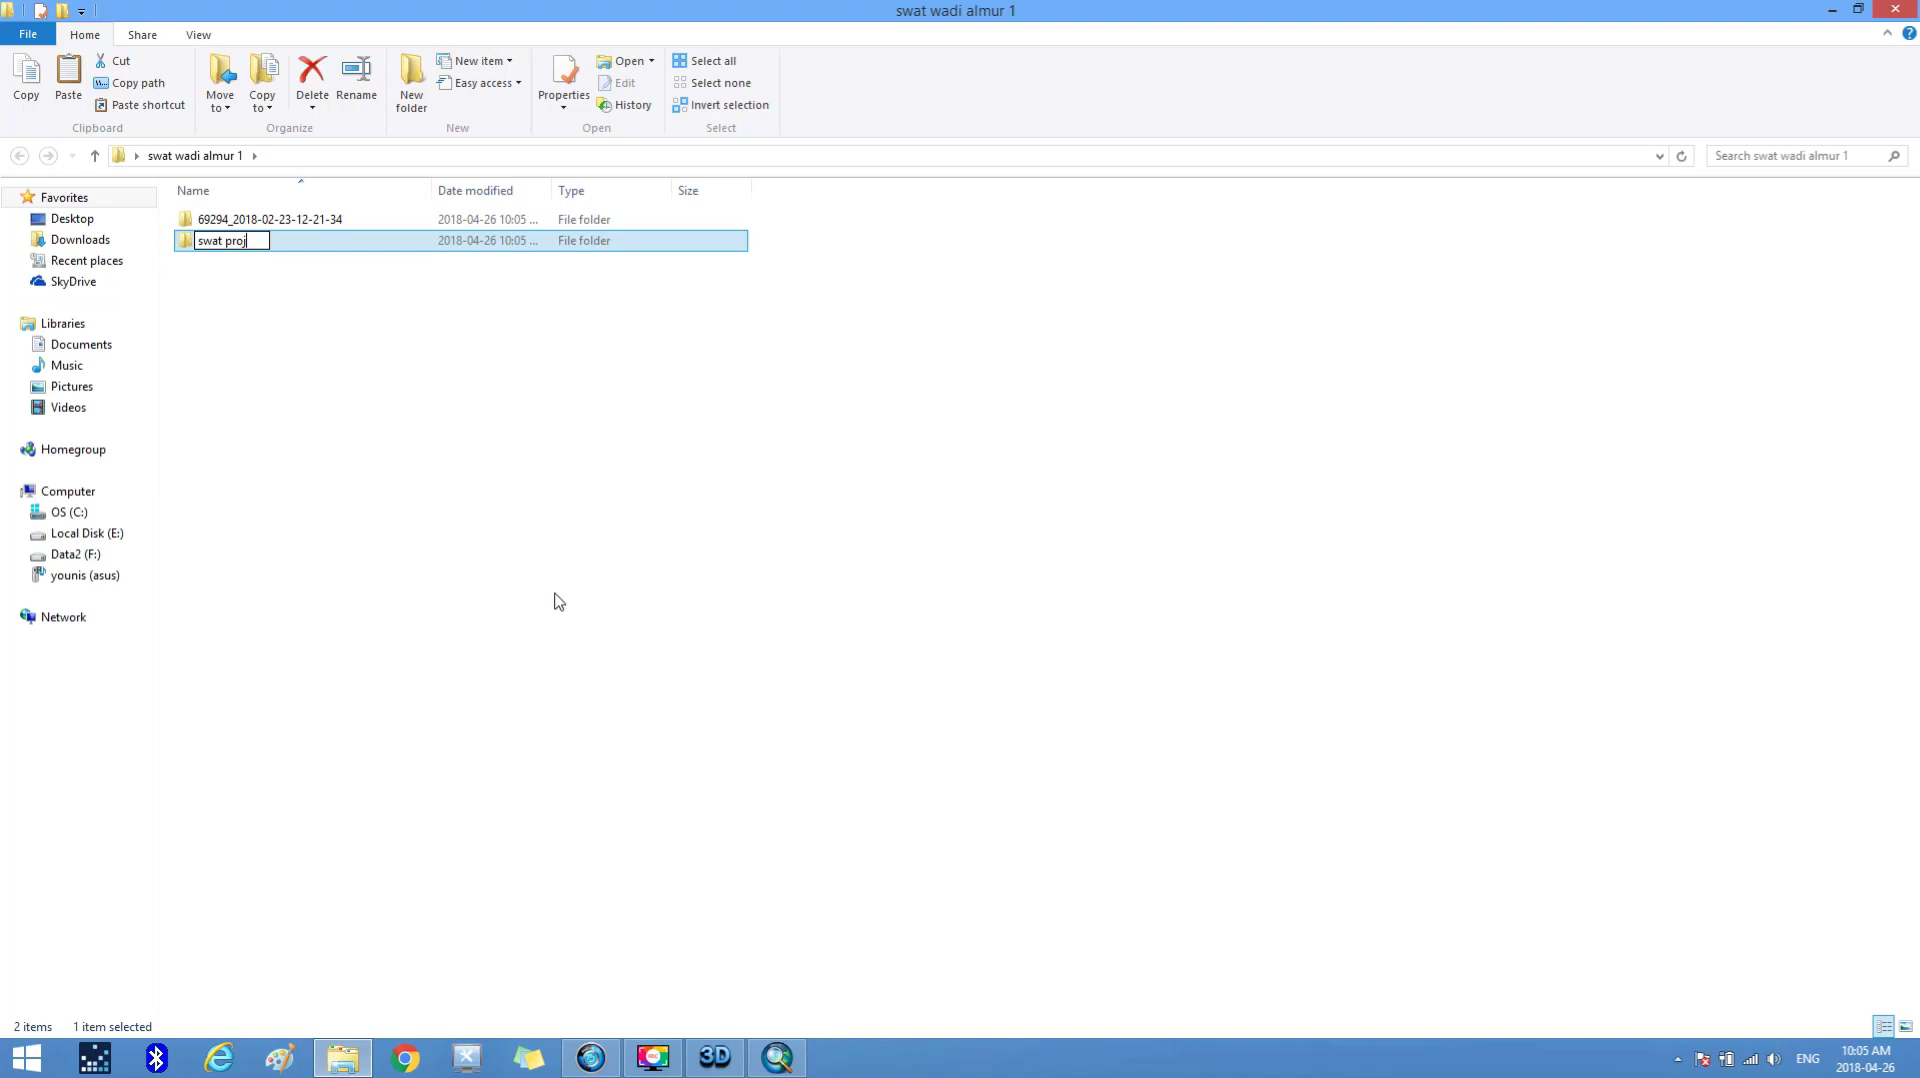 swat wadi almur 1
File Home Share View
Copy
Paste
Cut
Copy path
Paste shortcut
Clipboard
Move to
Copy to
Delete
Rename
Organize
New folder
New item
Easy access
New
Properties
Open
Edit
History
Open
Select all
Select none
Invert selection
Select
swat wadi almur 1
Search swat wadi almur 1
Name Date modified Type Size
69294_2018-02-23-12-21-34 2018-04-26 10:05 ... File folder
swat proj 2018-04-26 10:05 ... File folder
Favorites
Desktop
Downloads
Recent places
SkyDrive
Libraries
Documents
Music
Pictures
Videos
Homegroup
Computer
OS (C:)
Local Disk (E:)
Data2 (F:)
younis (asus)
Network
2 items 1 item selected
REC
3D
ENG
10:05 AM
2018-04-26